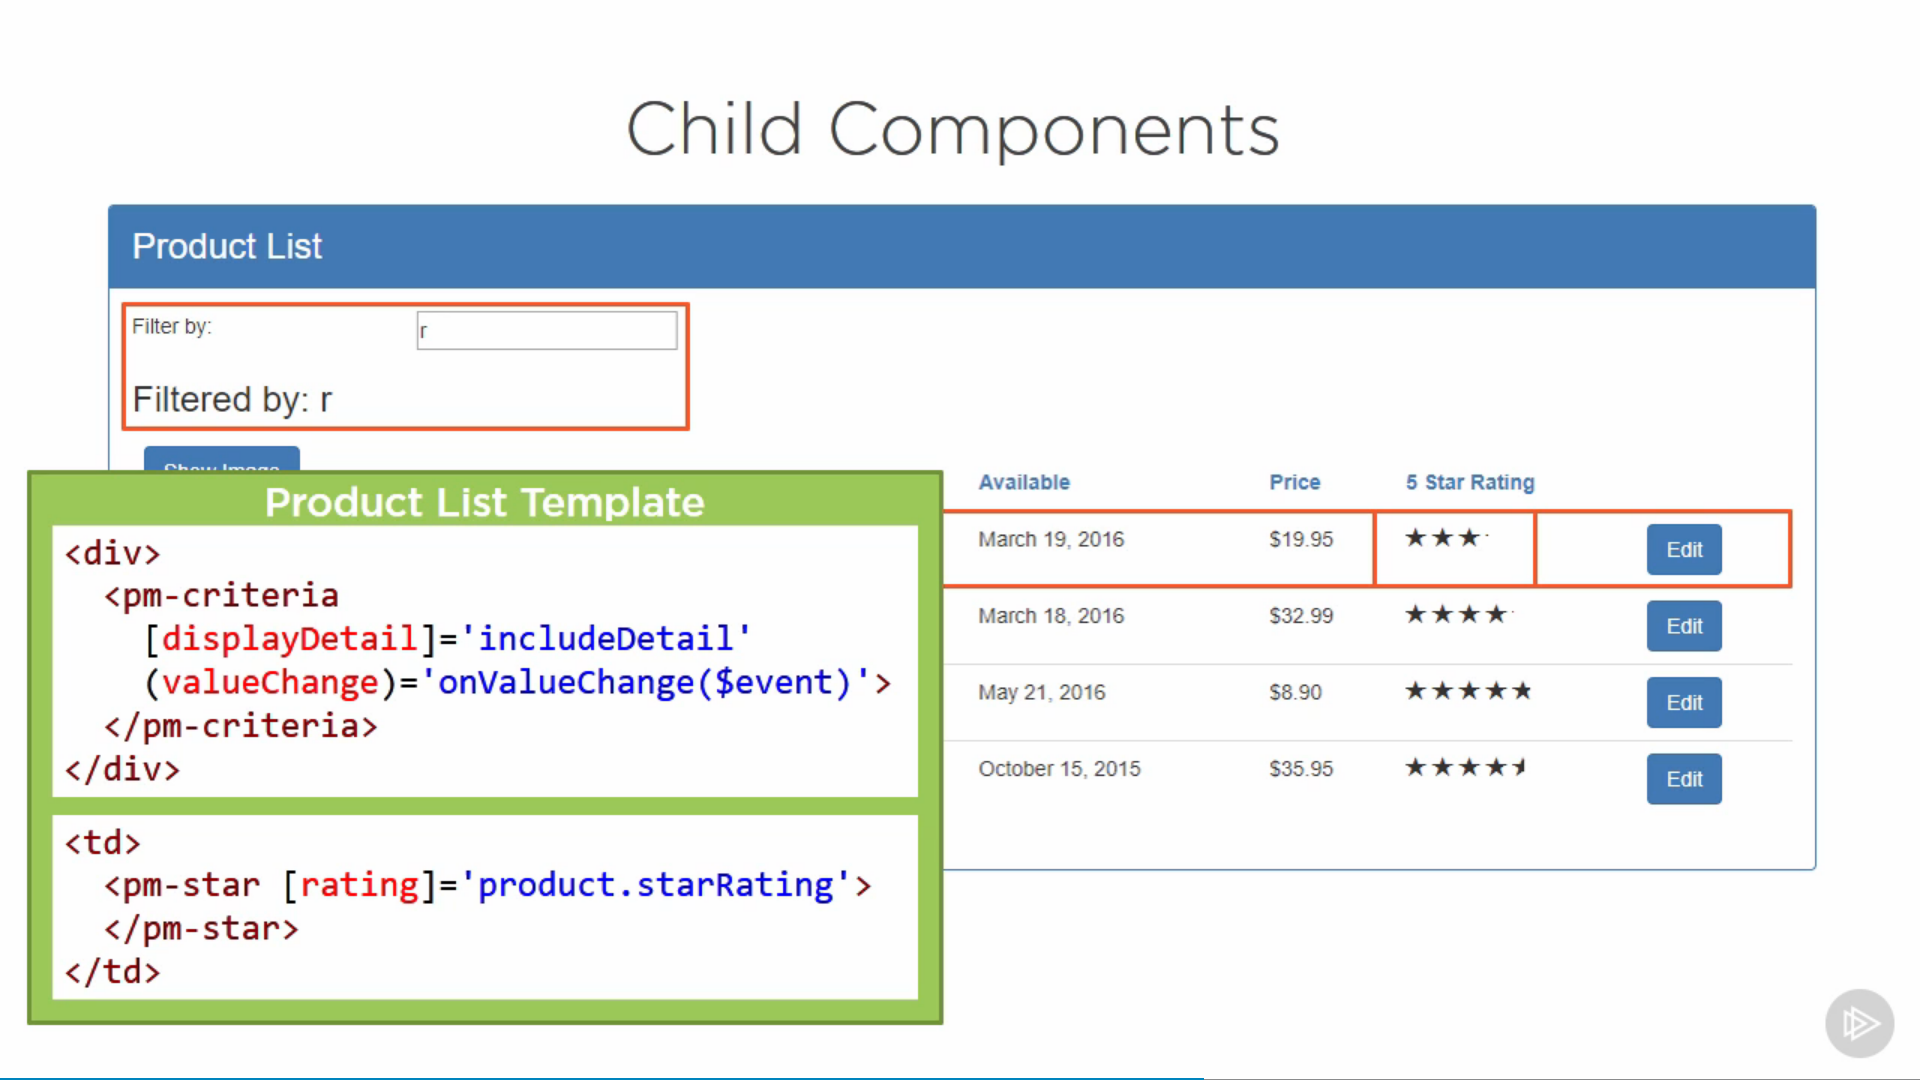 Child Components
Product List
Filter by:
r
Filtered by: r
Show Image
Available Price 5 Star Rating
March 19, 2016 $19.95 Edit
March 18, 2016 $32.99 Edit
May 21, 2016 $8.90 Edit
October 15, 2015 $35.95 Edit
Product List Template
<div>
<pm-criteria
[displayDetail]='includeDetail'
(valueChange)='onValueChange($event)'>
</pm-criteria>
</div>
<td>
<pm-star [rating]='product.starRating'>
</pm-star>
</td>